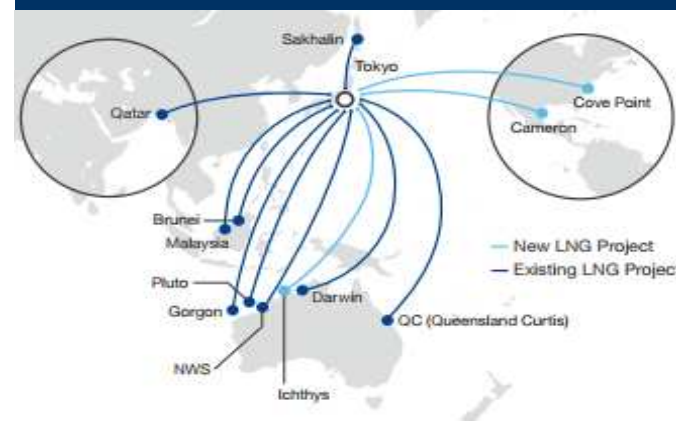 Sakhalin
Tokyo
Qatar
Cove Point
Cameron
Brunei
Malaysia
New LNG Project
Existing LNG Project
Pluto
Darwin
Gorgon
QC (Queensland Curtis)
NWS
Ichthys